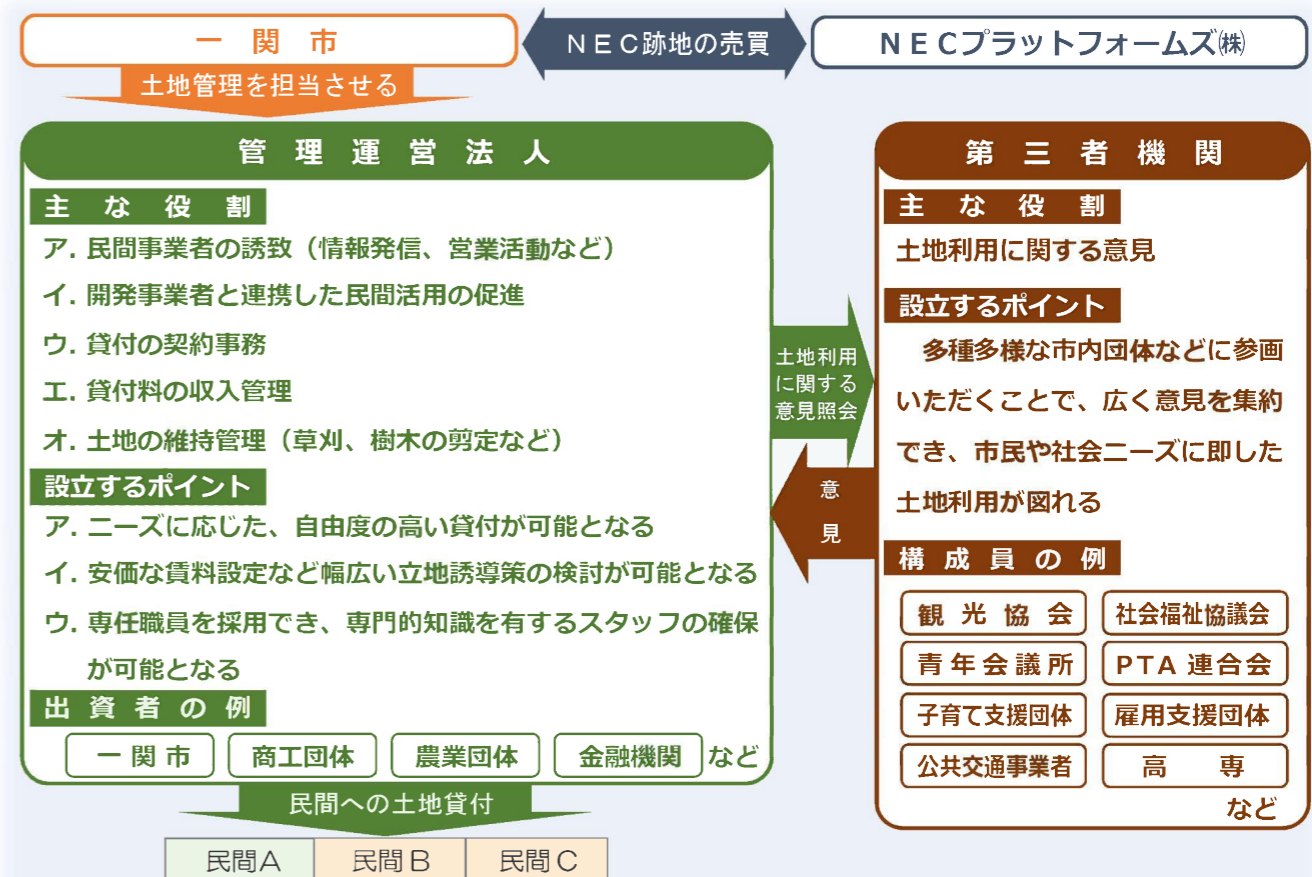 一関市
NEC跡地の売買
NECプラットフォームズ㈱
土地管理を担当させる
管理運営法人
主な役割
ア. 民間事業者の誘致（情報発信、営業活動など）
イ. 開発事業者と連携した民間活用の促進
ウ. 貸付の契約事務
エ. 貸付料の収入管理
オ. 土地の維持管理（草刈、樹木の剪定など）
設立するポイント
ア. ニーズに応じた、自由度の高い貸付が可能となる
イ. 安価な賃料設定など幅広い立地誘導策の検討が可能となる
ウ. 専任職員を採用でき、専門的知識を有するスタッフの確保
が可能となる
出資者の例
一関市
商工団体
農業団体
金融機関
など
土地利用
に関する
意見照会
意
見
第三者機関
主な役割
土地利用に関する意見
設立するポイント
多種多様な市内団体などに参画
いただくことで、広く意見を集約
でき、市民や社会ニーズに即した
土地利用が図れる
構成員の例
観光協会
社会福祉協議会
青年会議所
PTA 連合会
子育て支援団体
雇用支援団体
公共交通事業者
高専
など
民間への土地貸付
民間A
民間B
民間C